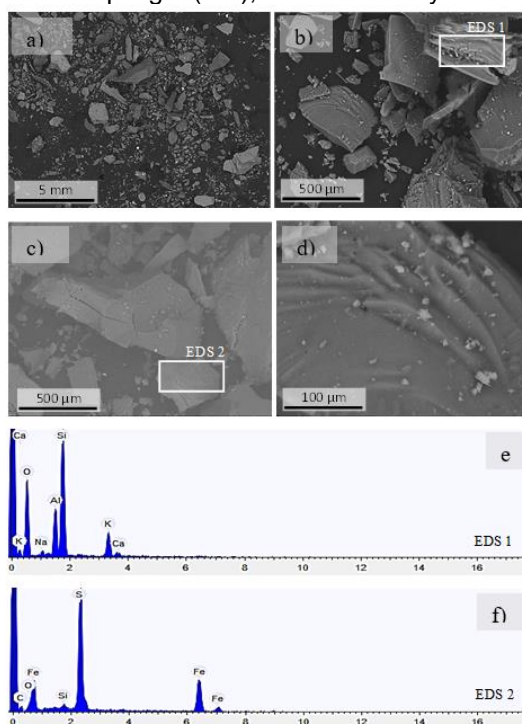 a)
b)
EDS 1
5 mm
500 µm
c)
d)
EDS 2
500 µm
100 µm
Ca
Si
e
O
Al
K
K
Na
Ca
EDS 1
0 2 4 6 8 10 12 14 16
S
f)
Fe
O
Fe
C
Si
Fe
EDS 2
0 2 4 6 8 10 12 14 16